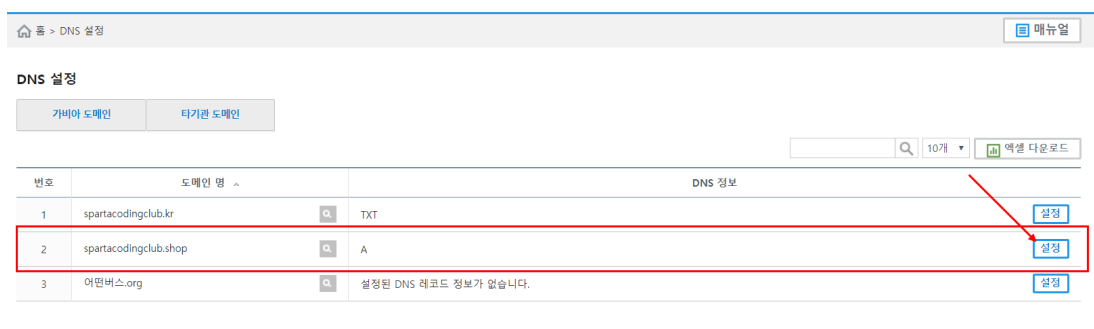 홈 > DNS 설정
매뉴얼
DNS 설정
가비아 도메인 타기관 도메인
10개 ▼ 엑셀 다운로드
번호 도메인 명 DNS 정보
1 spartacodingclub.kr TXT 설정
2 spartacodingclub.shop A 설정
3 어떤버스.org 설정된 DNS 레코드 정보가 없습니다. 설정